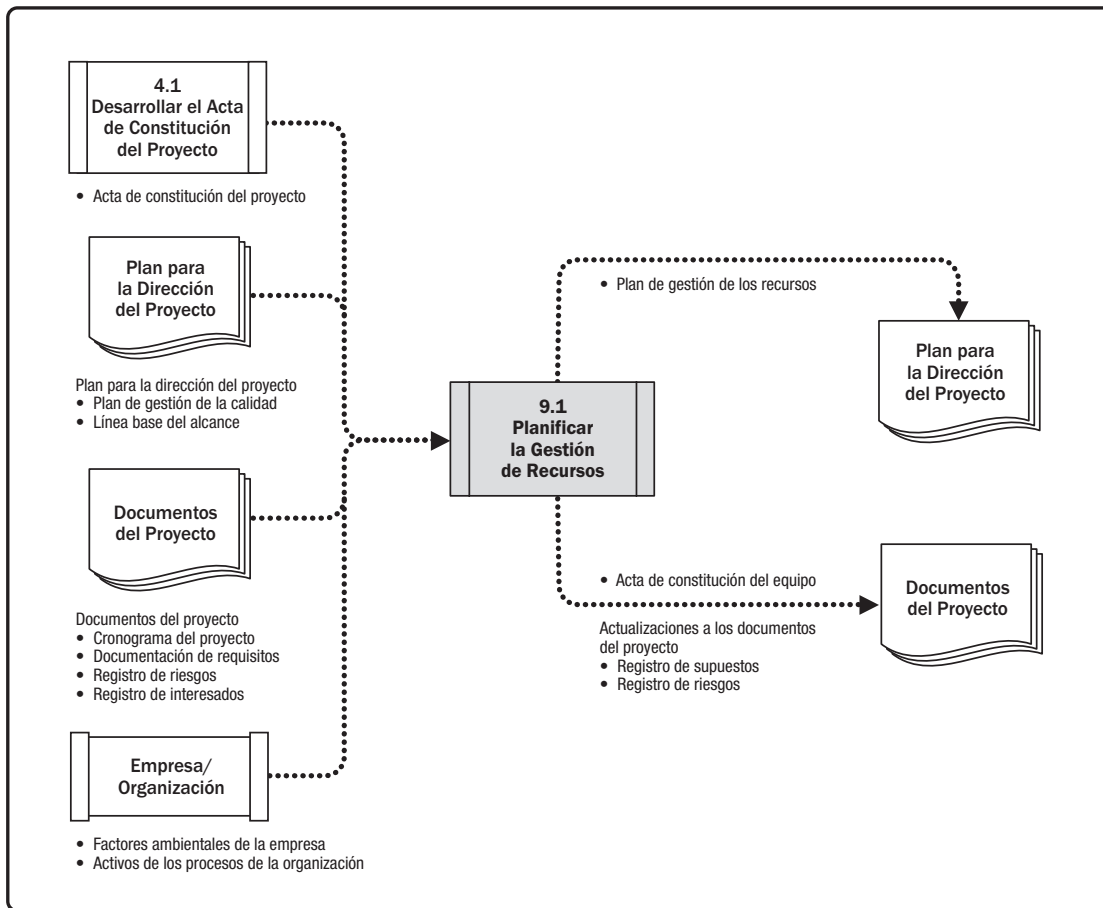 4.1
Desarrollar el Acta
de Constitución
del Proyecto
• Acta de constitución del proyecto
Plan para
la Dirección
del Proyecto
Plan para la dirección del proyecto
• Plan de gestión de la calidad
• Línea base del alcance
Documentos
del Proyecto
Documentos del proyecto
• Cronograma del proyecto
• Documentación de requisitos
• Registro de riesgos
• Registro de interesados
Empresa/
Organización
• Factores ambientales de la empresa
• Activos de los procesos de la organización
9.1
Planificar
la Gestión
de Recursos
• Plan de gestión de los recursos
Plan para
la Dirección
del Proyecto
• Acta de constitución del equipo
Actualizaciones a los documentos
del proyecto
• Registro de supuestos
• Registro de riesgos
Documentos
del Proyecto